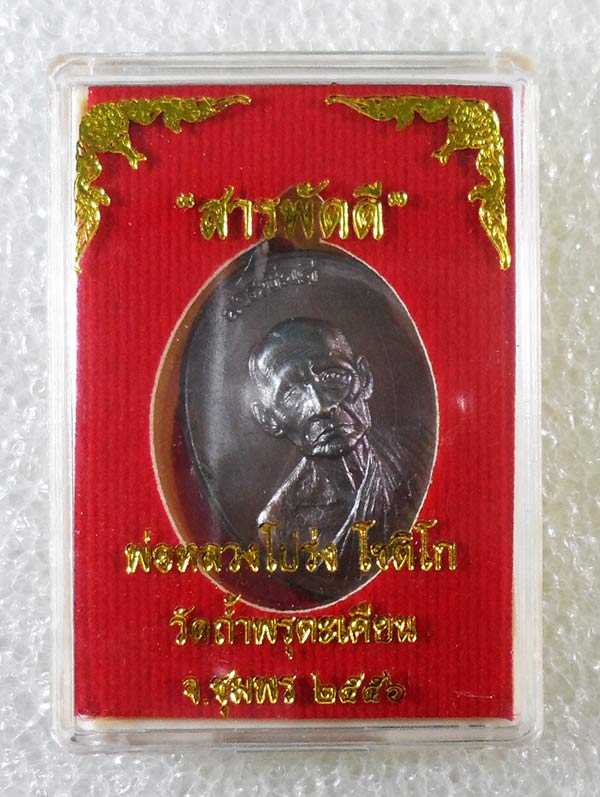 "สารพัดดี"
พ่อหลวงโปร่ง โชติโก
วัดถ้ำพรุตะเคียน
จ.ชุมพร ๒๕๕๖